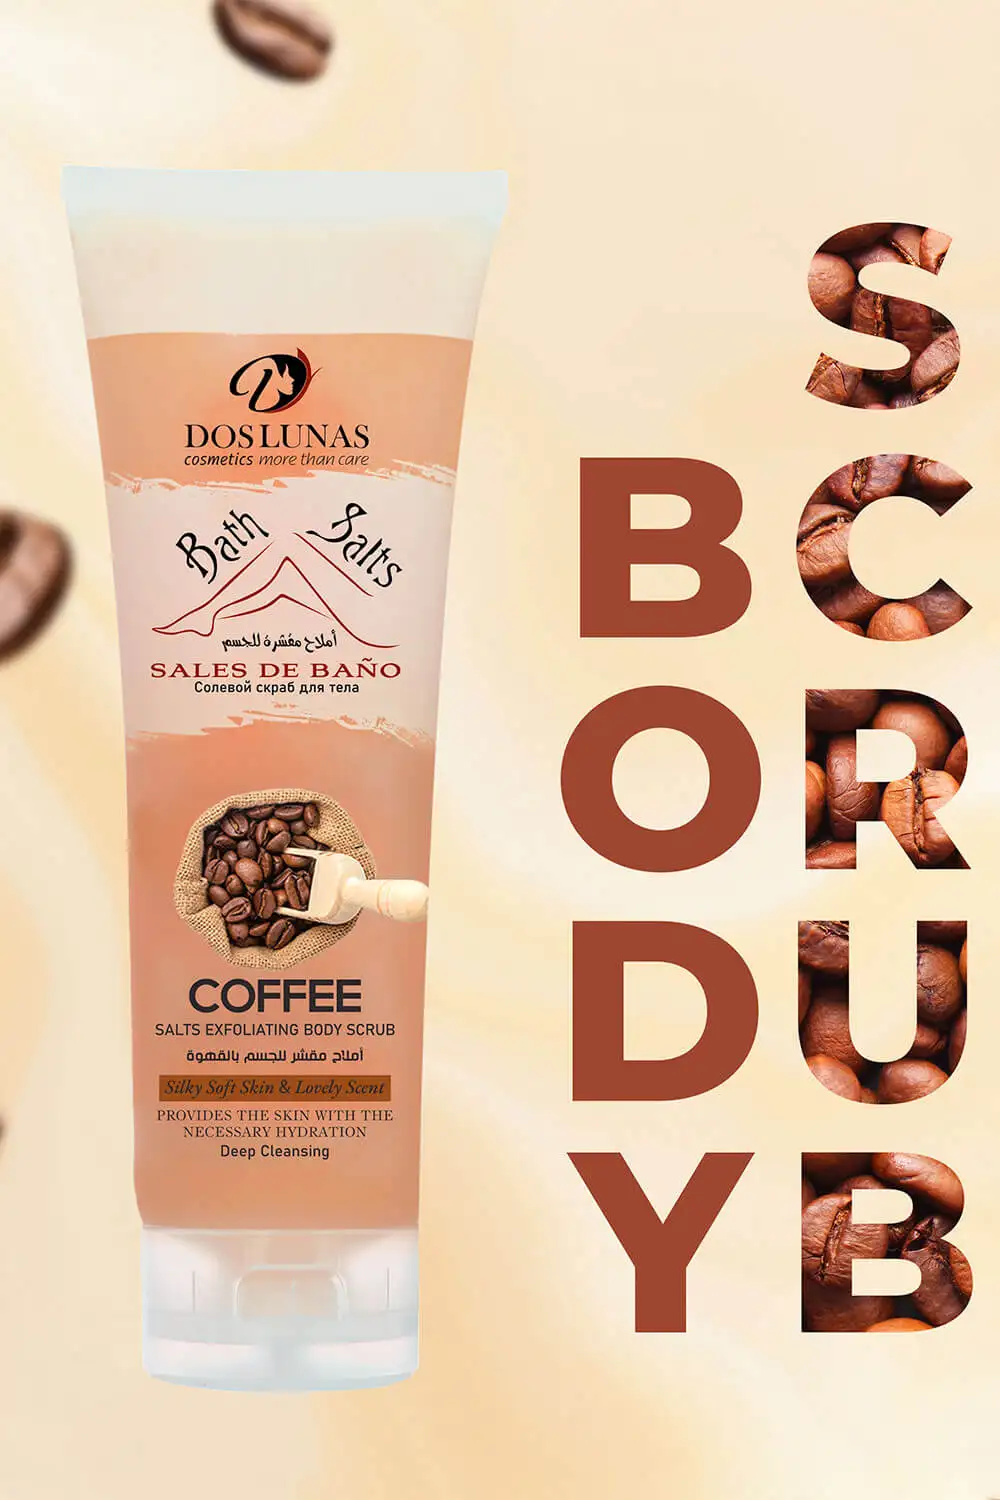 DOSLUNAS
cosmetics more than care
Bath Salts
أملاح مقشرة للجسم
SALES DE BAÑO
Солевой скраб для тела
COFFEE
SALTS EXFOLIATING BODY SCRUB
أملاح مقشر للجسم بالقهوة
Silky Soft Skin & Lovely Scent
PROVIDES THE SKIN WITH THE
NECESSARY HYDRATION
Deep Cleansing
BODY
SCRUB